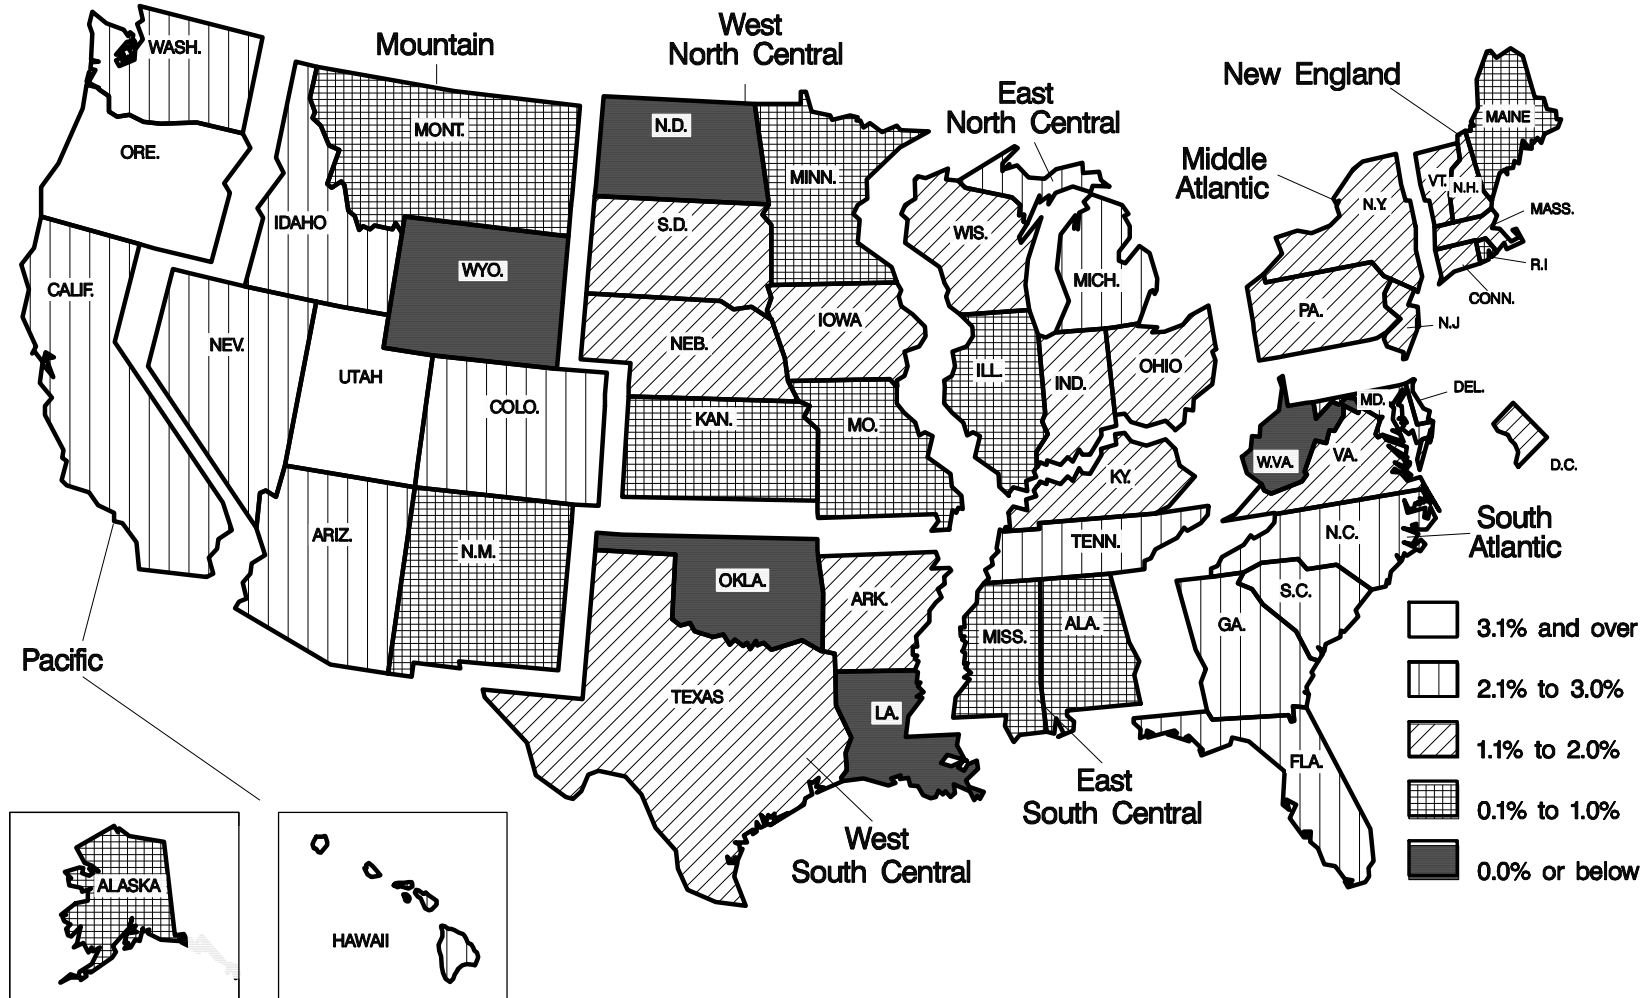 WASH.
Mountain
West
North Central
East
North Central
New England
Middle
Atlantic
MAINE
ORE.
MONT.
N.D.
MINN.
VT.
N.H.
IDAHO
S.D.
WIS.
N.Y.
MASS.
WYO.
MICH.
R.I
CALIF.
CONN.
NEV.
IOWA
NEB.
PA.
N.J
UTAH
ILL.
IND.
OHIO
COLO.
KAN.
MO.
MD.
DEL.
W.VA.
VA.
D.C.
KY.
ARIZ.
N.M.
TENN.
N.C.
South
Atlantic
OKLA.
ARK.
S.C.
MISS.
ALA.
GA.
3.1% and over
Pacific
TEXAS
LA.
2.1% to 3.0%
FLA.
1.1% to 2.0%
East
South Central
0.1% to 1.0%
West
South Central
0.0% or below
ALASKA
HAWAII